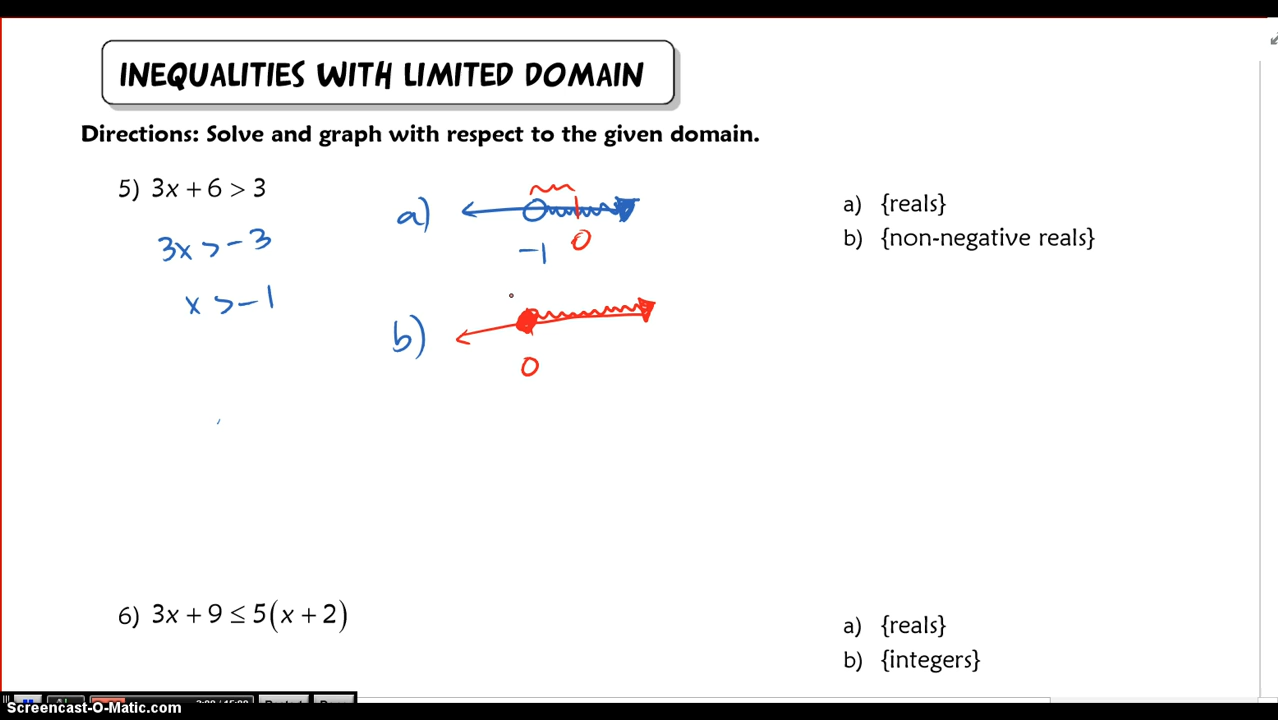 INEQUALITIES WITH LIMITED DOMAIN
Directions: Solve and graph with respect to the given domain.
5) 3x + 6 > 3
3x > -3
x > -1
a)
-1 0
b)
0
a) {reals}
b) {non-negative reals}
6) 3x + 9 ≤ 5(x + 2)
a) {reals}
b) {integers}
Screencast-O-Matic.com